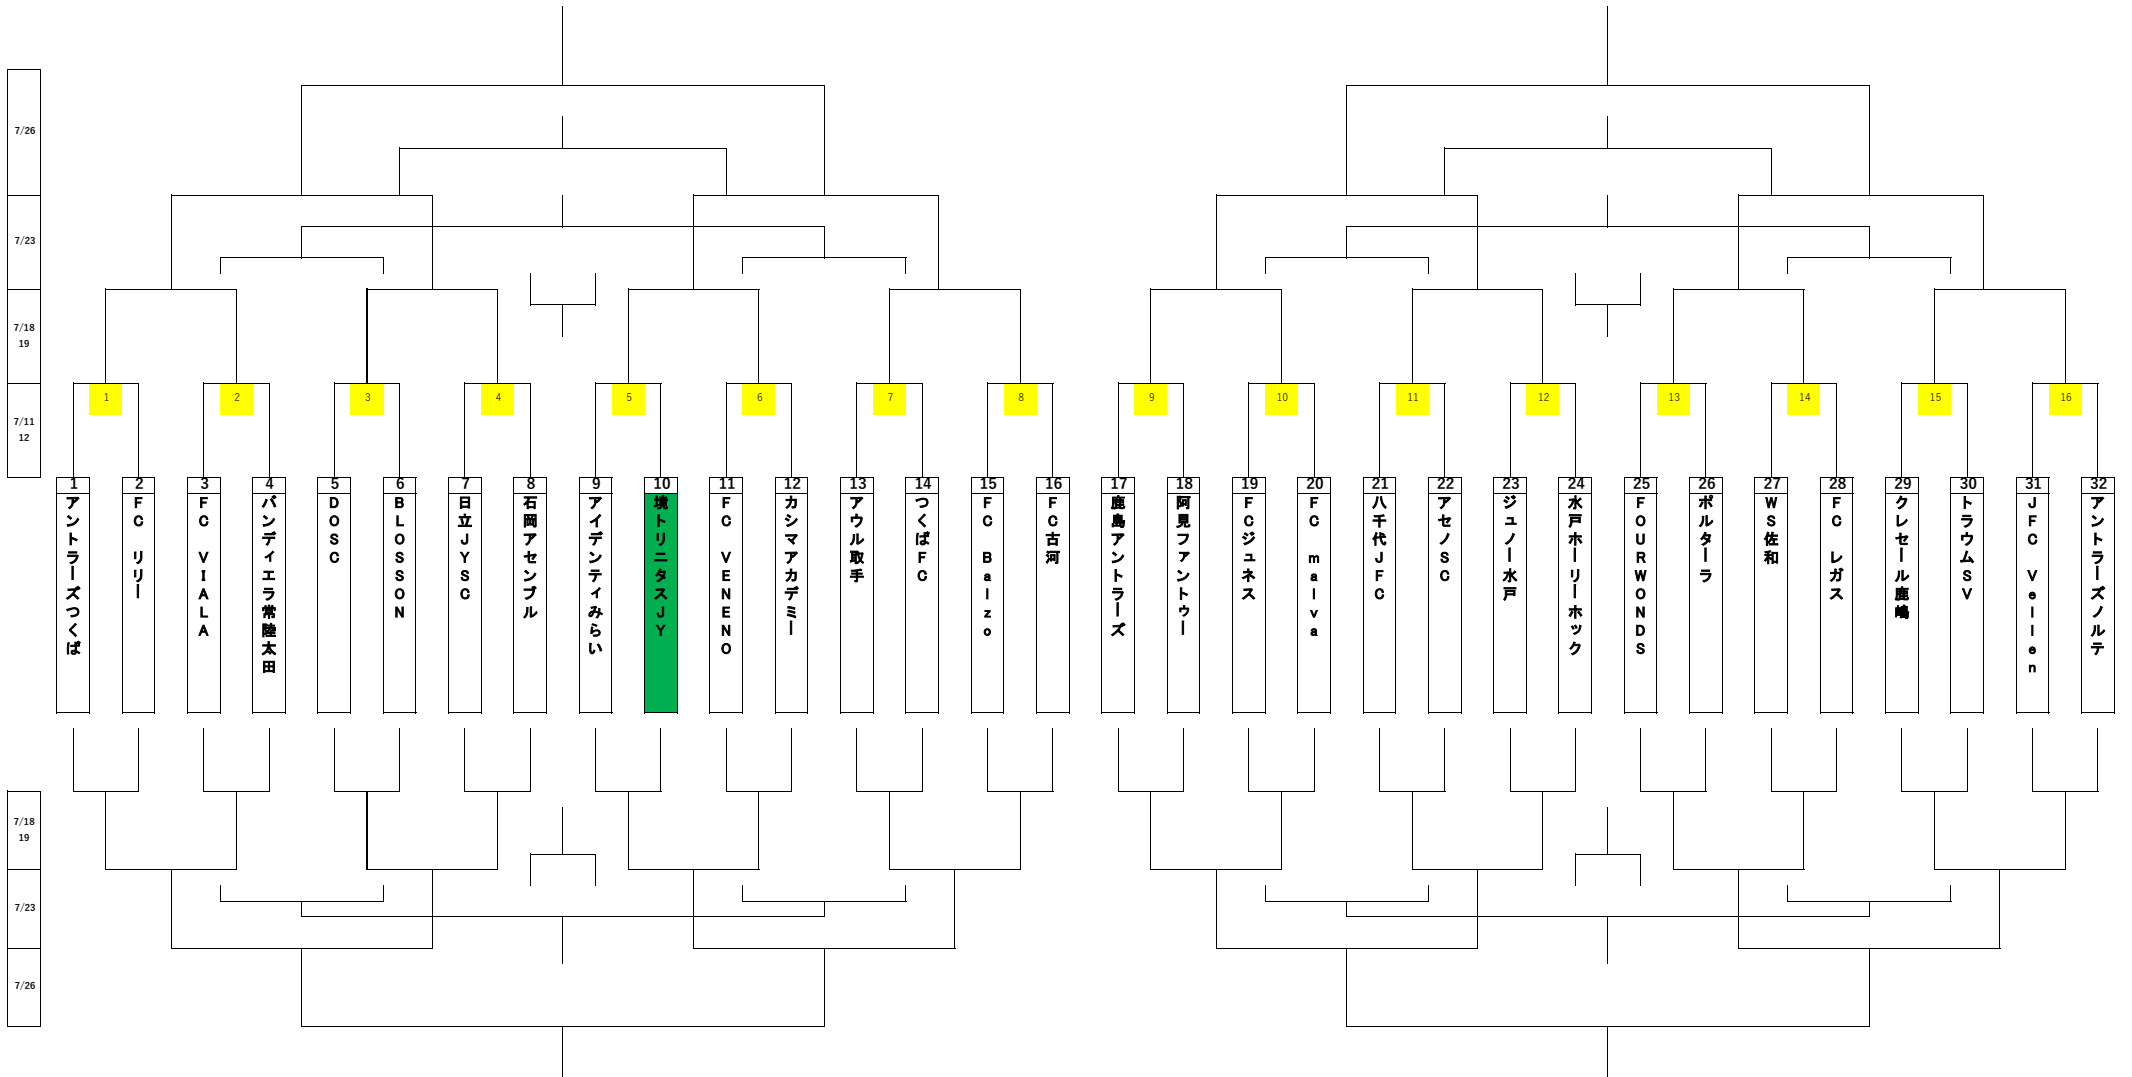 7/26
7/23
7/18
19
7/11
12
1
2
3
4
5
6
7
8
9
10
11
12
13
14
15
16
1
アントラーズつくば
2
FC リリー
3
FC VIALA
4
バンディエラ常陸太田
5
DOSC
6
BLOSSON
7
日立JYSC
8
石岡アセンブル
9
アイデンティみらい
10
境トリニタスJY
11
FC VENENO
12
カシマアカデミー
13
アウル取手
14
つくばFC
15
FC Balzo
16
FC古河
17
鹿島アントラーズ
18
阿見ファントゥー
19
FCジュネス
20
FC malva
21
八千代JFC
22
アセノSC
23
ジュノー水戸
24
水戸ホーリーホック
25
FOURWONDS
26
ポルターラ
27
WS佐和
28
FC レガス
29
クレセール鹿嶋
30
トラウムSV
31
JFC Vellen
32
アントラーズノルテ
7/18
19
7/23
7/26